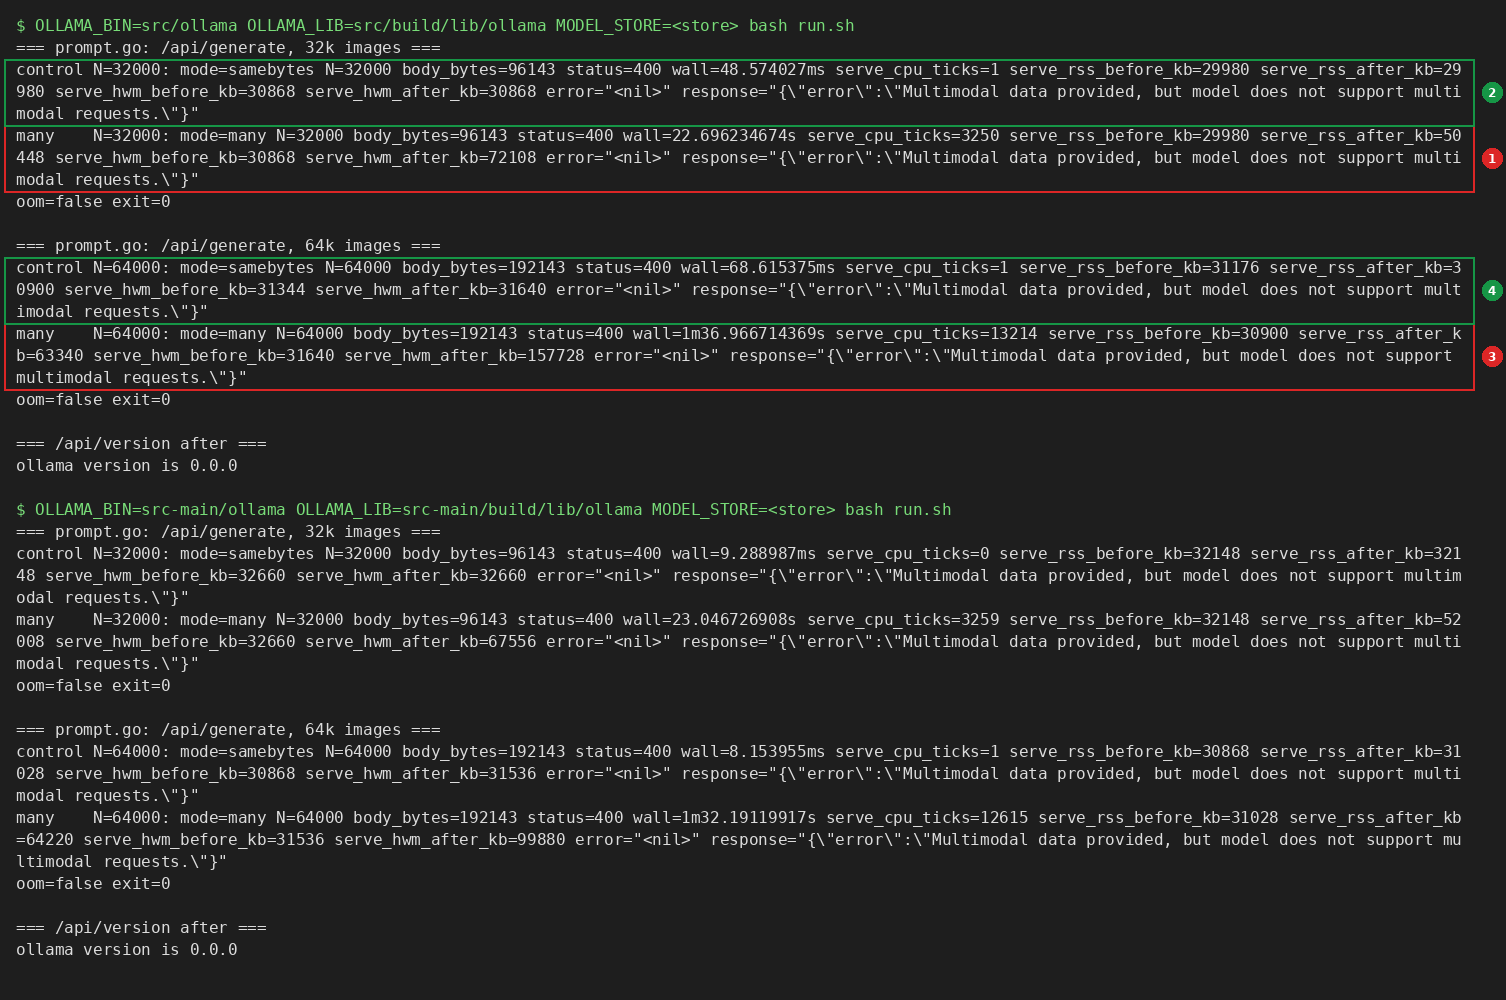 $ OLLAMA_BIN=src/ollama OLLAMA_LIB=src/build/lib/ollama MODEL_STORE=<store> bash run.sh
=== prompt.go: /api/generate, 32k images ===
control N=32000: mode=samebytes N=32000 body_bytes=96143 status=400 wall=48.574027ms serve_cpu_ticks=1 serve_rss_before_kb=29980 serve_rss_after_kb=29
980 serve_hwm_before_kb=30868 serve_hwm_after_kb=30868 error="<nil>" response="{\"error\":\"Multimodal data provided, but model does not support multi
2
modal requests.\"}"
many    N=32000: mode=many N=32000 body_bytes=96143 status=400 wall=22.696234674s serve_cpu_ticks=3250 serve_rss_before_kb=29980 serve_rss_after_kb=50
448 serve_hwm_before_kb=30868 serve_hwm_after_kb=72108 error="<nil>" response="{\"error\":\"Multimodal data provided, but model does not support multi
1
modal requests.\"}"
oom=false exit=0
=== prompt.go: /api/generate, 64k images ===
control N=64000: mode=samebytes N=64000 body_bytes=192143 status=400 wall=68.615375ms serve_cpu_ticks=1 serve_rss_before_kb=31176 serve_rss_after_kb=3
0900 serve_hwm_before_kb=31344 serve_hwm_after_kb=31640 error="<nil>" response="{\"error\":\"Multimodal data provided, but model does not support mult
4
imodal requests.\"}"
many    N=64000: mode=many N=64000 body_bytes=192143 status=400 wall=1m36.966714369s serve_cpu_ticks=13214 serve_rss_before_kb=30900 serve_rss_after_k
b=63340 serve_hwm_before_kb=31640 serve_hwm_after_kb=157728 error="<nil>" response="{\"error\":\"Multimodal data provided, but model does not support
3
multimodal requests.\"}"
oom=false exit=0
=== /api/version after ===
ollama version is 0.0.0
$ OLLAMA_BIN=src-main/ollama OLLAMA_LIB=src-main/build/lib/ollama MODEL_STORE=<store> bash run.sh
=== prompt.go: /api/generate, 32k images ===
control N=32000: mode=samebytes N=32000 body_bytes=96143 status=400 wall=9.288987ms serve_cpu_ticks=0 serve_rss_before_kb=32148 serve_rss_after_kb=321
48 serve_hwm_before_kb=32660 serve_hwm_after_kb=32660 error="<nil>" response="{\"error\":\"Multimodal data provided, but model does not support multim
odal requests.\"}"
many    N=32000: mode=many N=32000 body_bytes=96143 status=400 wall=23.046726908s serve_cpu_ticks=3259 serve_rss_before_kb=32148 serve_rss_after_kb=52
008 serve_hwm_before_kb=32660 serve_hwm_after_kb=67556 error="<nil>" response="{\"error\":\"Multimodal data provided, but model does not support multi
modal requests.\"}"
oom=false exit=0
=== prompt.go: /api/generate, 64k images ===
control N=64000: mode=samebytes N=64000 body_bytes=192143 status=400 wall=8.153955ms serve_cpu_ticks=1 serve_rss_before_kb=30868 serve_rss_after_kb=31
028 serve_hwm_before_kb=30868 serve_hwm_after_kb=31536 error="<nil>" response="{\"error\":\"Multimodal data provided, but model does not support multi
modal requests.\"}"
many    N=64000: mode=many N=64000 body_bytes=192143 status=400 wall=1m32.19119917s serve_cpu_ticks=12615 serve_rss_before_kb=31028 serve_rss_after_kb
=64220 serve_hwm_before_kb=31536 serve_hwm_after_kb=99880 error="<nil>" response="{\"error\":\"Multimodal data provided, but model does not support mu
ltimodal requests.\"}"
oom=false exit=0
=== /api/version after ===
ollama version is 0.0.0